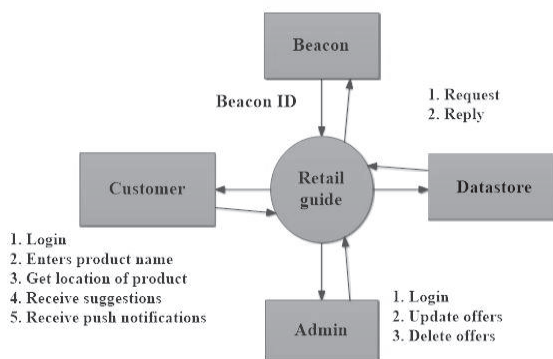 Beacon
Beacon ID
1. Request
2. Reply
Customer
Retail
guide
Datastore
1. Login
2. Enters product name
3. Get location of product
4. Receive suggestions
5. Receive push notifications
Admin
1. Login
2. Update offers
3. Delete offers